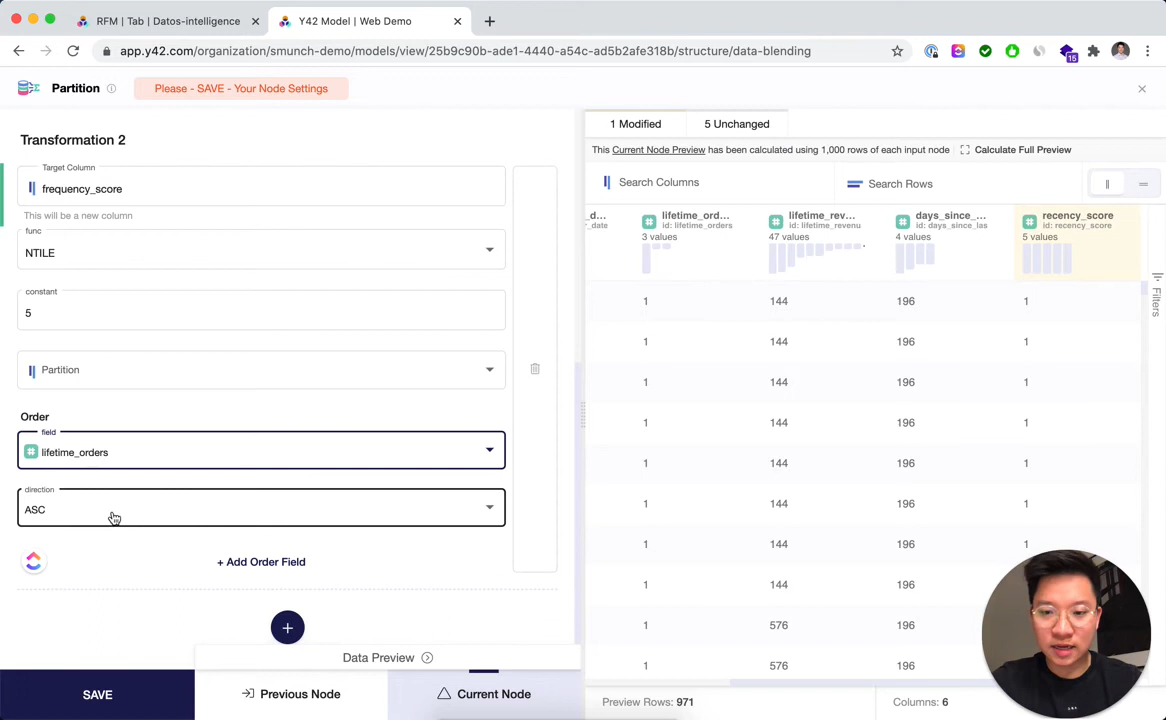 RFM | Tab | Datos-intelligence
Y42 Model | Web Demo
app.y42.com/organization/smunch-demo/models/view/25b9c90b-ade1-4440-a54c-ad5b2afe318b/structure/data-blending
15
Partition
Please - SAVE - Your Node Settings
Transformation 2
Target Column
frequency_score
This will be a new column
func
NTILE
constant
5
Partition
Order
field
lifetime_orders
direction
ASC
+ Add Order Field
Data Preview
SAVE
Previous Node
Current Node
1 Modified
5 Unchanged
This Current Node Preview has been calculated using 1,000 rows of each input node
Calculate Full Preview
Search Columns
Search Rows
_d...
_date
lifetime_ord...
id: lifetime_orders
3 values
lifetime_rev...
id: lifetime_revenu
47 values
days_since_...
id: days_since_las
4 values
recency_score
id: recency_score
5 values
Filters
1 144 196 1
1 144 196 1
1 144 196 1
1 144 196 1
1 144 196 1
1 144 196 1
1 144 196 1
1 144 196
1 576 196
1 576 196
Preview Rows: 971
Columns: 6